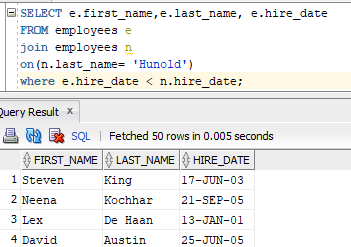 SELECT e.first_name,e.last_name, e.hire_date
FROM employees e
join employees n
on(n.last_name= 'Hunold')
where e.hire_date < n.hire_date;
Query Result
SQL | Fetched 50 rows in 0.005 seconds
FIRST_NAME LAST_NAME HIRE_DATE
1 Steven King 17-JUN-03
2 Neena Kochhar 21-SEP-05
3 Lex De Haan 13-JAN-01
4 David Austin 25-JUN-05